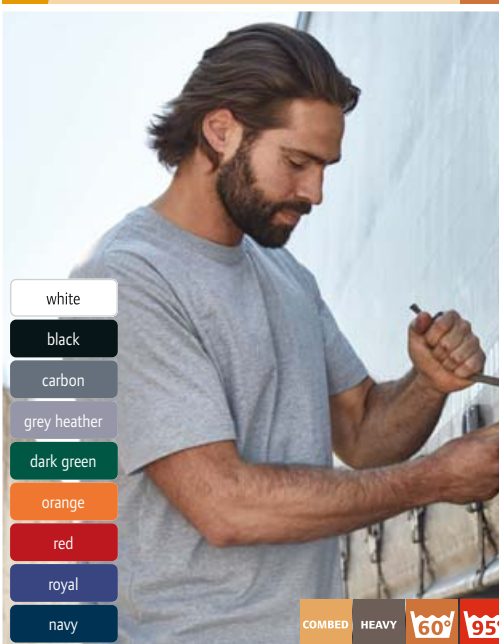 white
black
carbon
grey heather
dark green
orange
red
royal
navy
COMBED HEAVY 60° 95°